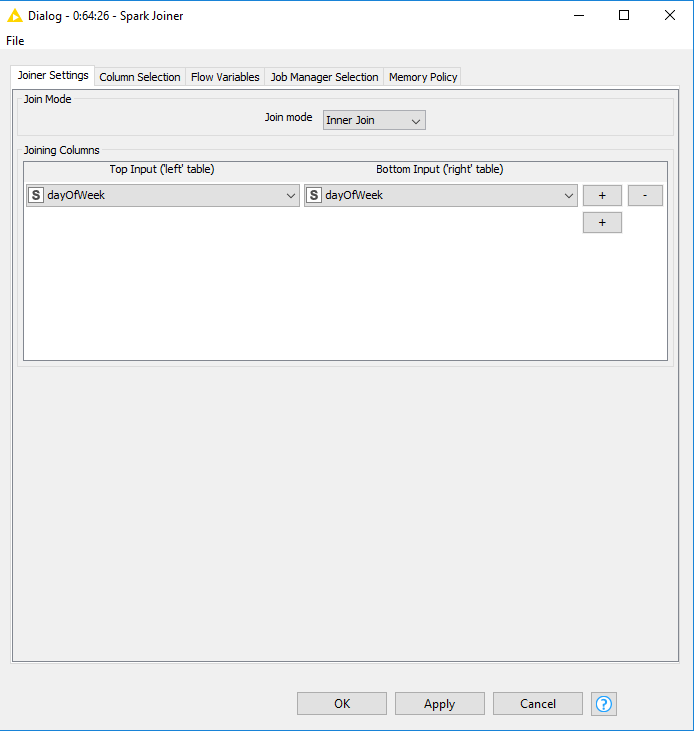 Dialog - 0:64:26 - Spark Joiner
File
Joiner Settings Column Selection Flow Variables Job Manager Selection Memory Policy
Join Mode
Join mode Inner Join
Joining Columns
Top Input ('left' table) Bottom Input ('right' table)
S dayOfWeek S dayOfWeek + -
+
OK Apply Cancel ?